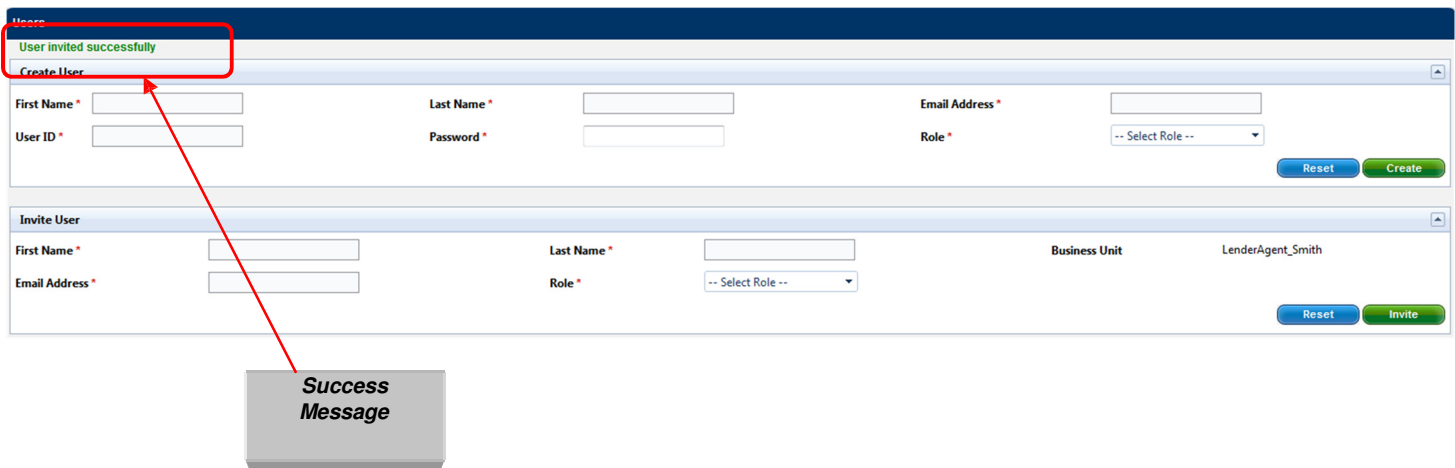 Users
User invited successfully
Create User
First Name * Last Name * Email Address *
User ID * Password * Role * -- Select Role --
Reset Create
Invite User
First Name * Last Name * Business Unit LenderAgent_Smith
Email Address * Role * -- Select Role --
Reset Invite
Success
Message